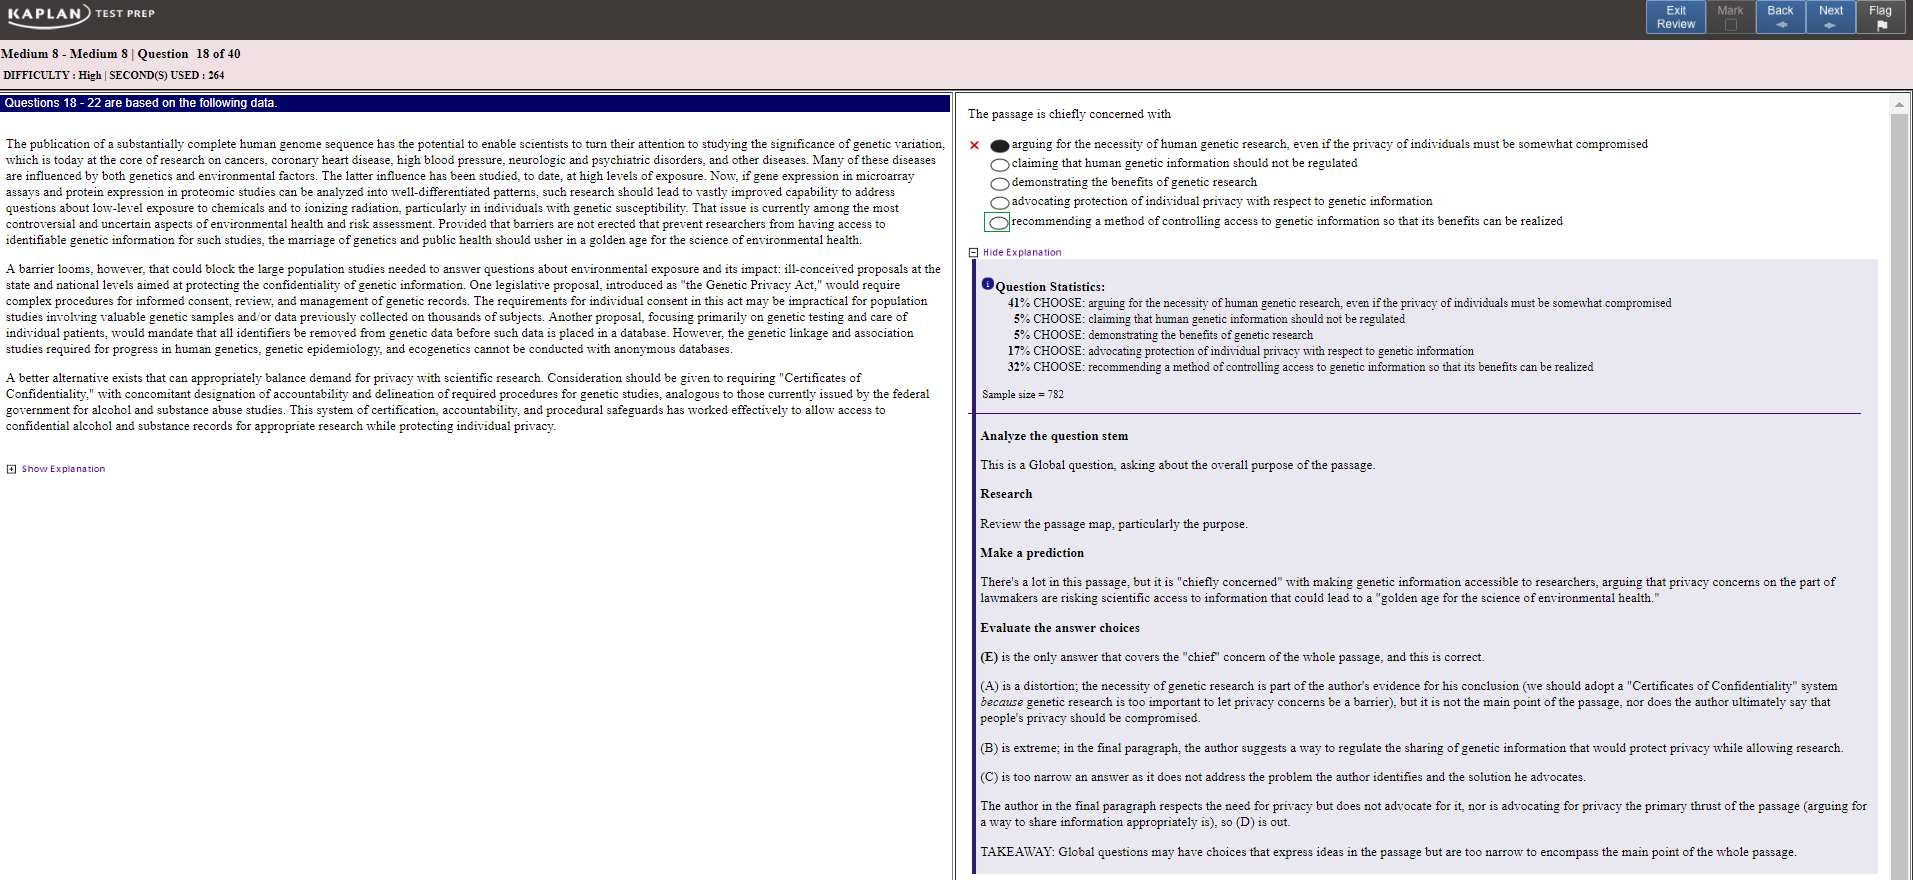 KAPLAN TEST PREP
Exit Review
Mark
Back
Next
Flag
Medium 8 - Medium 8 | Question 18 of 40
DIFFICULTY : High | SECOND(S) USED : 264
Questions 18 - 22 are based on the following data.
The publication of a substantially complete human genome sequence has the potential to enable scientists to turn their attention to studying the significance of genetic variation,
which is today at the core of research on cancers, coronary heart disease, high blood pressure, neurologic and psychiatric disorders, and other diseases. Many of these diseases
are influenced by both genetics and environmental factors. The latter influence has been studied, to date, at high levels of exposure. Now, if gene expression in microarray
assays and protein expression in proteomic studies can be analyzed into well-differentiated patterns, such research should lead to vastly improved capability to address
questions about low-level exposure to chemicals and to ionizing radiation, particularly in individuals with genetic susceptibility. That issue is currently among the most
controversial and uncertain aspects of environmental health and risk assessment. Provided that barriers are not erected that prevent researchers from having access to
identifiable genetic information for such studies, the marriage of genetics and public health should usher in a golden age for the science of environmental health.
A barrier looms, however, that could block the large population studies needed to answer questions about environmental exposure and its impact: ill-conceived proposals at the
state and national levels aimed at protecting the confidentiality of genetic information. One legislative proposal, introduced as "the Genetic Privacy Act," would require
complex procedures for informed consent, review, and management of genetic records. The requirements for individual consent in this act may be impractical for population
studies involving valuable genetic samples and/or data previously collected on thousands of subjects. Another proposal, focusing primarily on genetic testing and care of
individual patients, would mandate that all identifiers be removed from genetic data before such data is placed in a database. However, the genetic linkage and association
studies required for progress in human genetics, genetic epidemiology, and ecogenetics cannot be conducted with anonymous databases.
A better alternative exists that can appropriately balance demand for privacy with scientific research. Consideration should be given to requiring "Certificates of
Confidentiality," with concomitant designation of accountability and delineation of required procedures for genetic studies, analogous to those currently issued by the federal
government for alcohol and substance abuse studies. This system of certification, accountability, and procedural safeguards has worked effectively to allow access to
confidential alcohol and substance records for appropriate research while protecting individual privacy.
Show Explanation
The passage is chiefly concerned with
arguing for the necessity of human genetic research, even if the privacy of individuals must be somewhat compromised
claiming that human genetic information should not be regulated
demonstrating the benefits of genetic research
advocating protection of individual privacy with respect to genetic information
recommending a method of controlling access to genetic information so that its benefits can be realized
Hide Explanation
Question Statistics:
41% CHOOSE: arguing for the necessity of human genetic research, even if the privacy of individuals must be somewhat compromised
5% CHOOSE: claiming that human genetic information should not be regulated
5% CHOOSE: demonstrating the benefits of genetic research
17% CHOOSE: advocating protection of individual privacy with respect to genetic information
32% CHOOSE: recommending a method of controlling access to genetic information so that its benefits can be realized
Sample size = 782
Analyze the question stem
This is a Global question, asking about the overall purpose of the passage.
Research
Review the passage map, particularly the purpose.
Make a prediction
There's a lot in this passage, but it is "chiefly concerned" with making genetic information accessible to researchers, arguing that privacy concerns on the part of
lawmakers are risking scientific access to information that could lead to a "golden age for the science of environmental health."
Evaluate the answer choices
(E) is the only answer that covers the "chief" concern of the whole passage, and this is correct.
(A) is a distortion; the necessity of genetic research is part of the author's evidence for his conclusion (we should adopt a "Certificates of Confidentiality" system
because genetic research is too important to let privacy concerns be a barrier), but it is not the main point of the passage, nor does the author ultimately say that
people's privacy should be compromised.
(B) is extreme; in the final paragraph, the author suggests a way to regulate the sharing of genetic information that would protect privacy while allowing research.
(C) is too narrow an answer as it does not address the problem the author identifies and the solution he advocates.
The author in the final paragraph respects the need for privacy but does not advocate for it, nor is advocating for privacy the primary thrust of the passage (arguing for
a way to share information appropriately is), so (D) is out.
TAKEAWAY: Global questions may have choices that express ideas in the passage but are too narrow to encompass the main point of the whole passage.